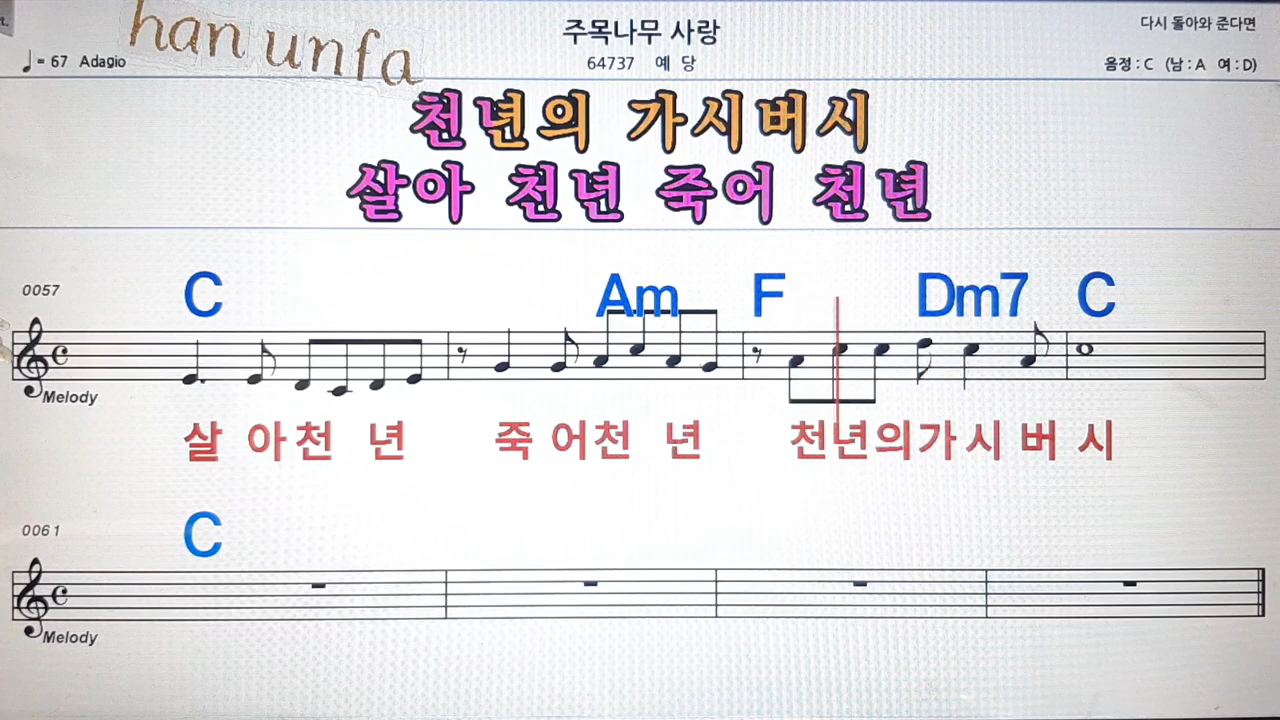 t.
han unfa
주목나무 사랑
다시 돌아와 준다면
♩= 67 Adagio
64737 예 당
음정 : C (남 : A 여 : D)
천년의 가시버시
살아 천년 죽어 천년
0057
C Am F Dm7 C
Melody
살 아천 년 죽 어천 년 천년의가시 버 시
0061
C
Melody